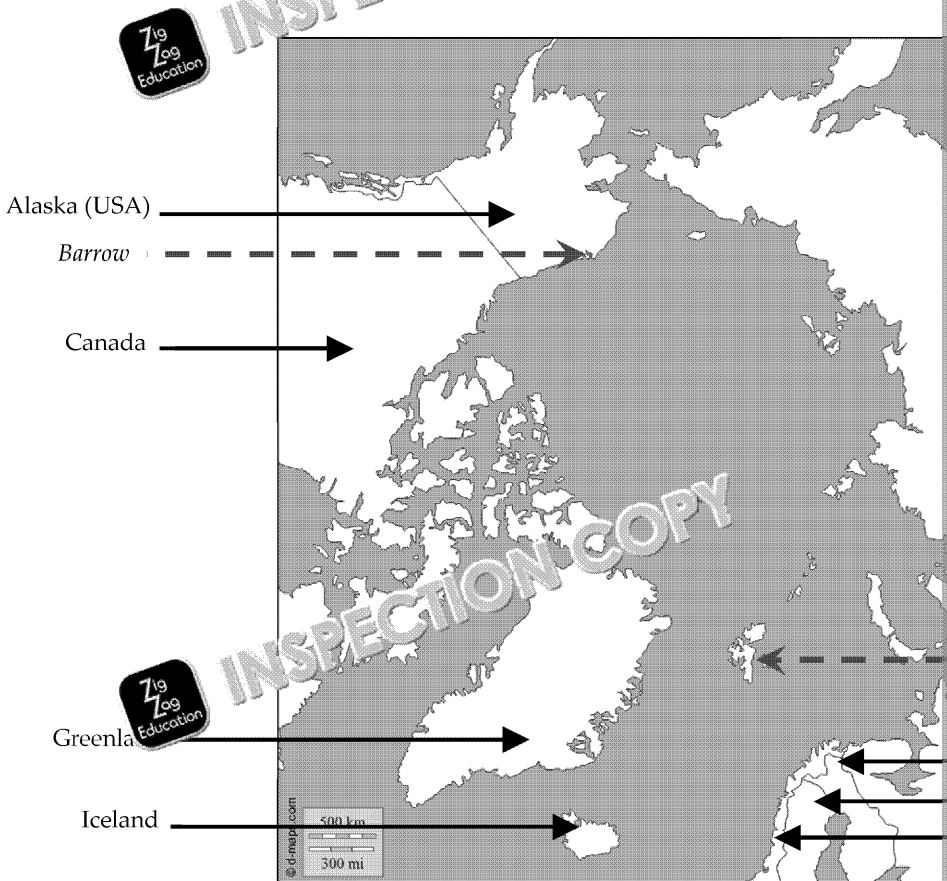 Zig
Zag
Education
INSPE
Alaska (USA)
Barrow
Canada
INSPECTION COPY
Zig
Zag
Education
Greenla
Iceland
© d-maps.com
500 km
300 mi